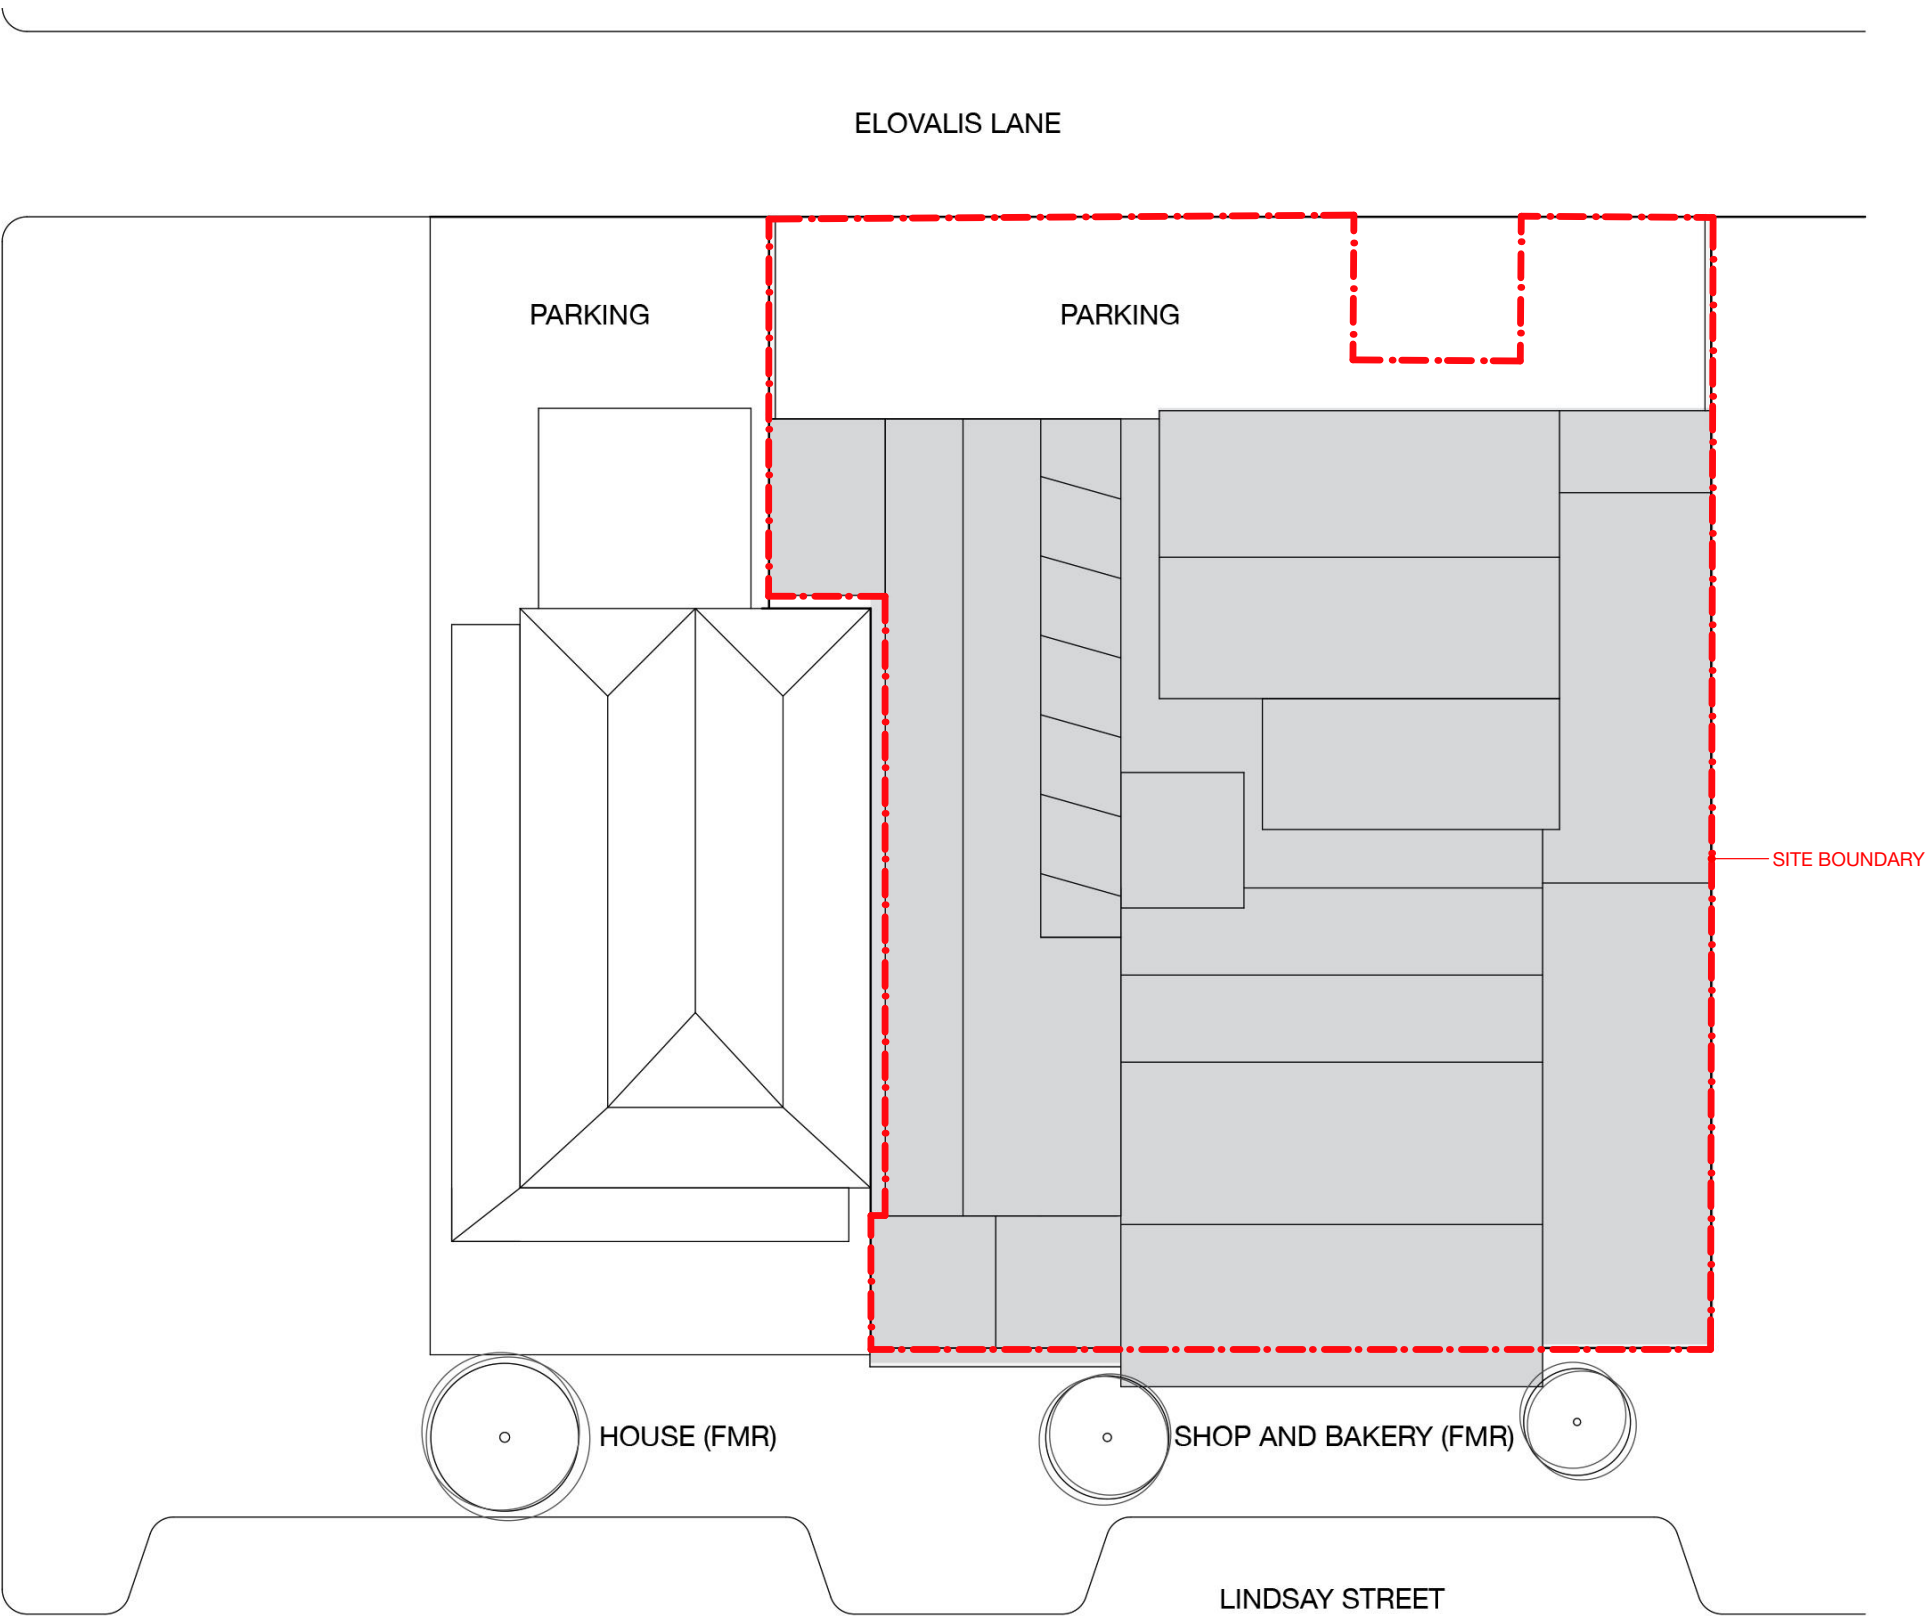 ELOVALIS LANE
PARKING
PARKING
SITE BOUNDARY
HOUSE (FMR)
SHOP AND BAKERY (FMR)
LINDSAY STREET